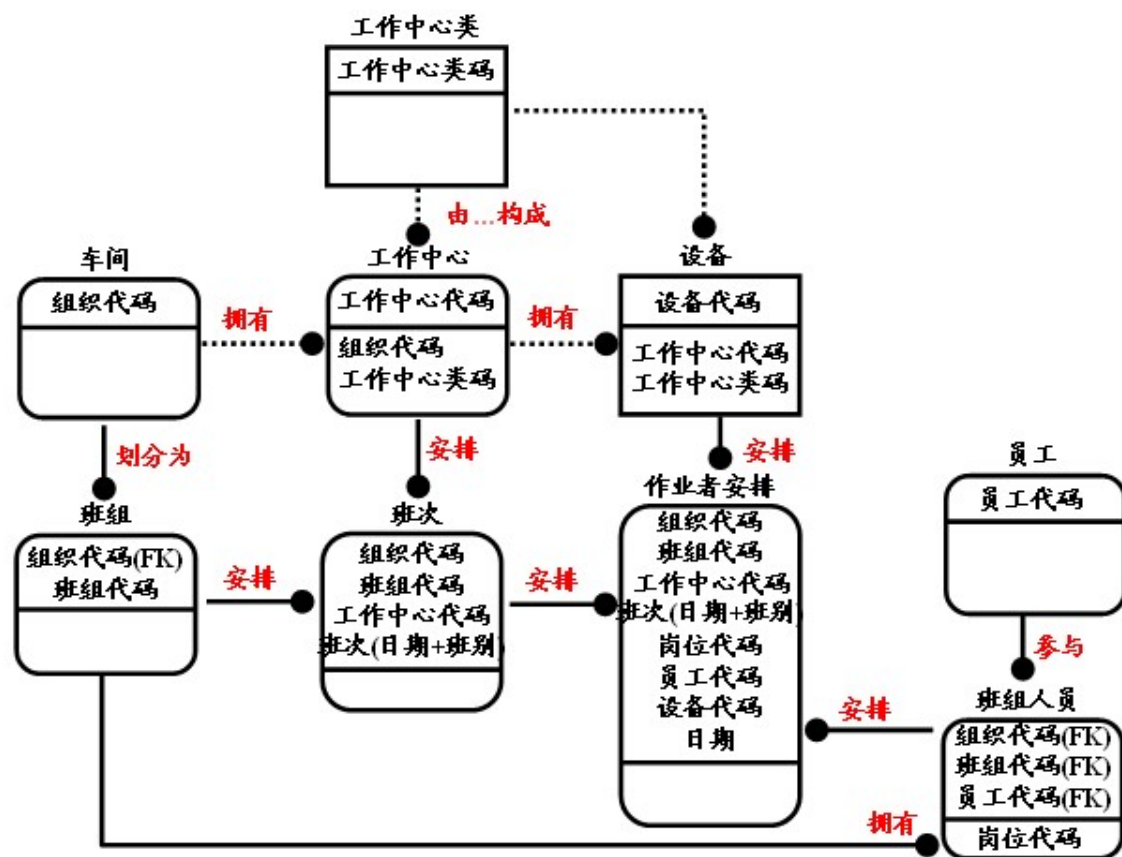 工作中心类
工作中心类码
由...构成
车间
组织代码
拥有
工作中心
工作中心代码
组织代码
工作中心类码
拥有
设备
设备代码
工作中心代码
工作中心类码
划分为
安排
安排
班组
组织代码(FK)
班组代码
安排
班次
组织代码
班组代码
工作中心代码
班次(日期+班别)
安排
作业者安排
组织代码
班组代码
工作中心代码
班次(日期+班别)
岗位代码
员工代码
设备代码
日期
员工
员工代码
参与
安排
班组人员
组织代码(FK)
班组代码(FK)
员工代码(FK)
岗位代码
拥有